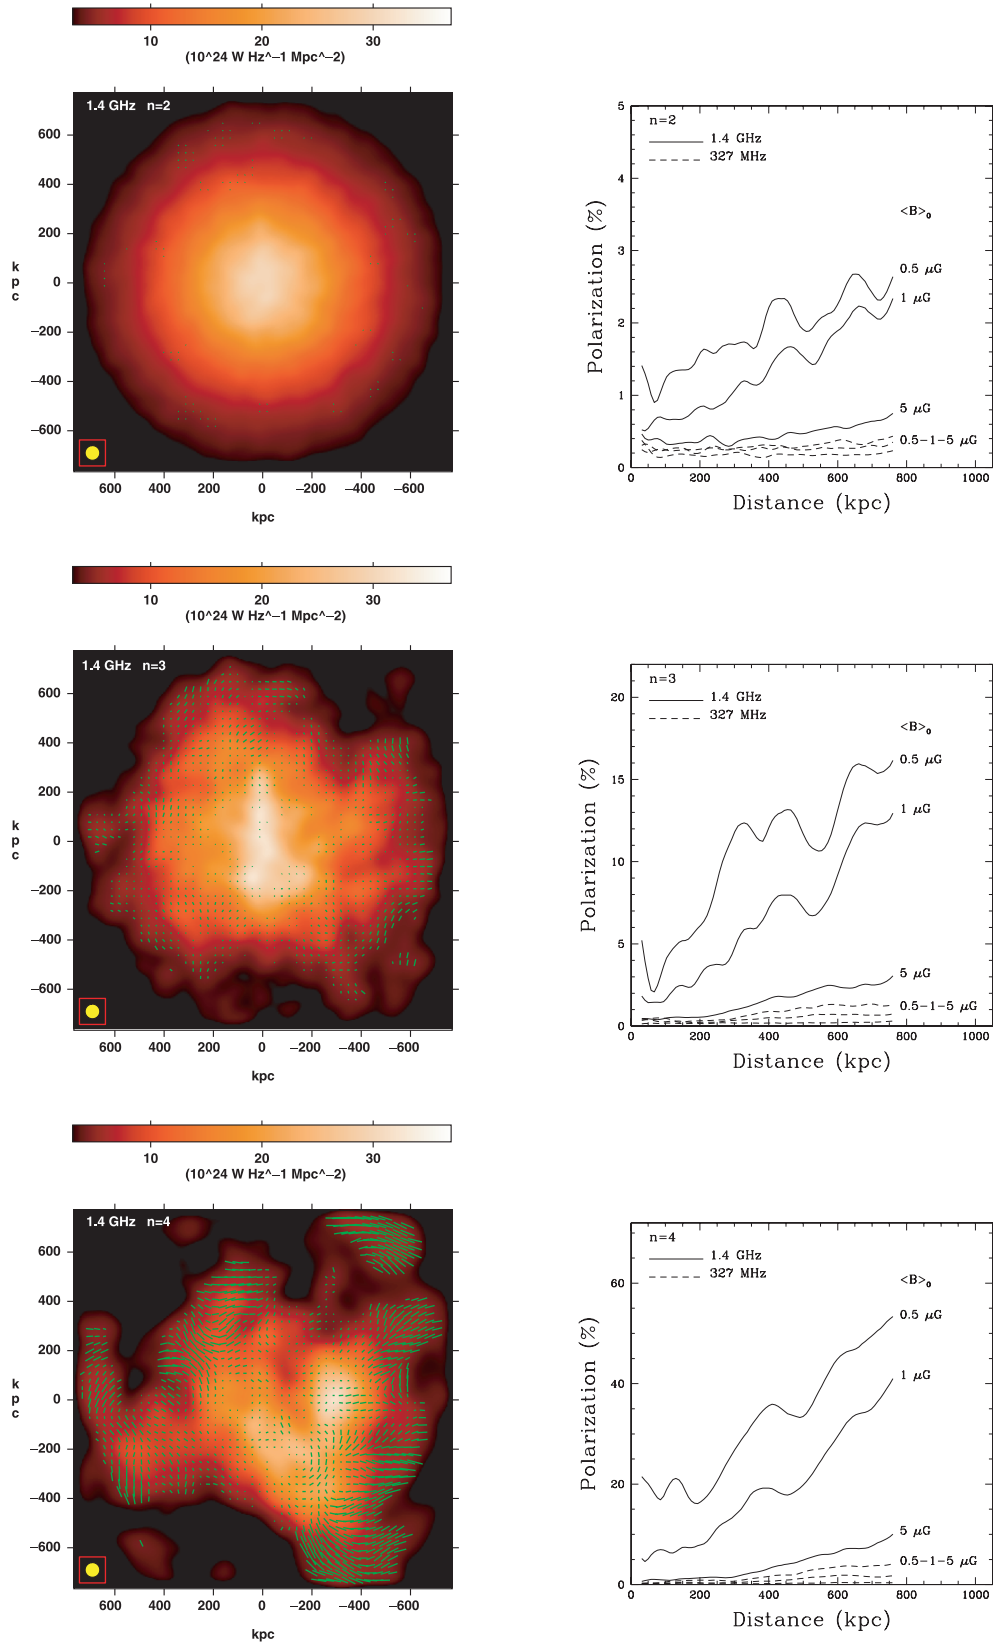 10 20 30
(10^24 W Hz^−1 Mpc^−2)
1.4 GHz n=2
600
400
200
0
−200
−400
−600
k
p
c
600 400 200 0 −200 −400 −600
kpc
n=2
1.4 GHz
327 MHz
<B>₀
0.5 μG
1 μG
5 μG
0.5−1−5 μG
5
4
3
2
1
0
Polarization (%)
0 200 400 600 800 1000
Distance (kpc)
10 20 30
(10^24 W Hz^−1 Mpc^−2)
1.4 GHz n=3
600
400
200
0
−200
−400
−600
k
p
c
600 400 200 0 −200 −400 −600
kpc
n=3
1.4 GHz
327 MHz
<B>₀
0.5 μG
1 μG
5 μG
0.5−1−5 μG
20
15
10
5
0
Polarization (%)
0 200 400 600 800 1000
Distance (kpc)
10 20 30
(10^24 W Hz^−1 Mpc^−2)
1.4 GHz n=4
600
400
200
0
−200
−400
−600
k
p
c
600 400 200 0 −200 −400 −600
kpc
n=4
1.4 GHz
327 MHz
<B>₀
0.5 μG
1 μG
5 μG
0.5−1−5 μG
60
40
20
0
Polarization (%)
0 200 400 600 800 1000
Distance (kpc)